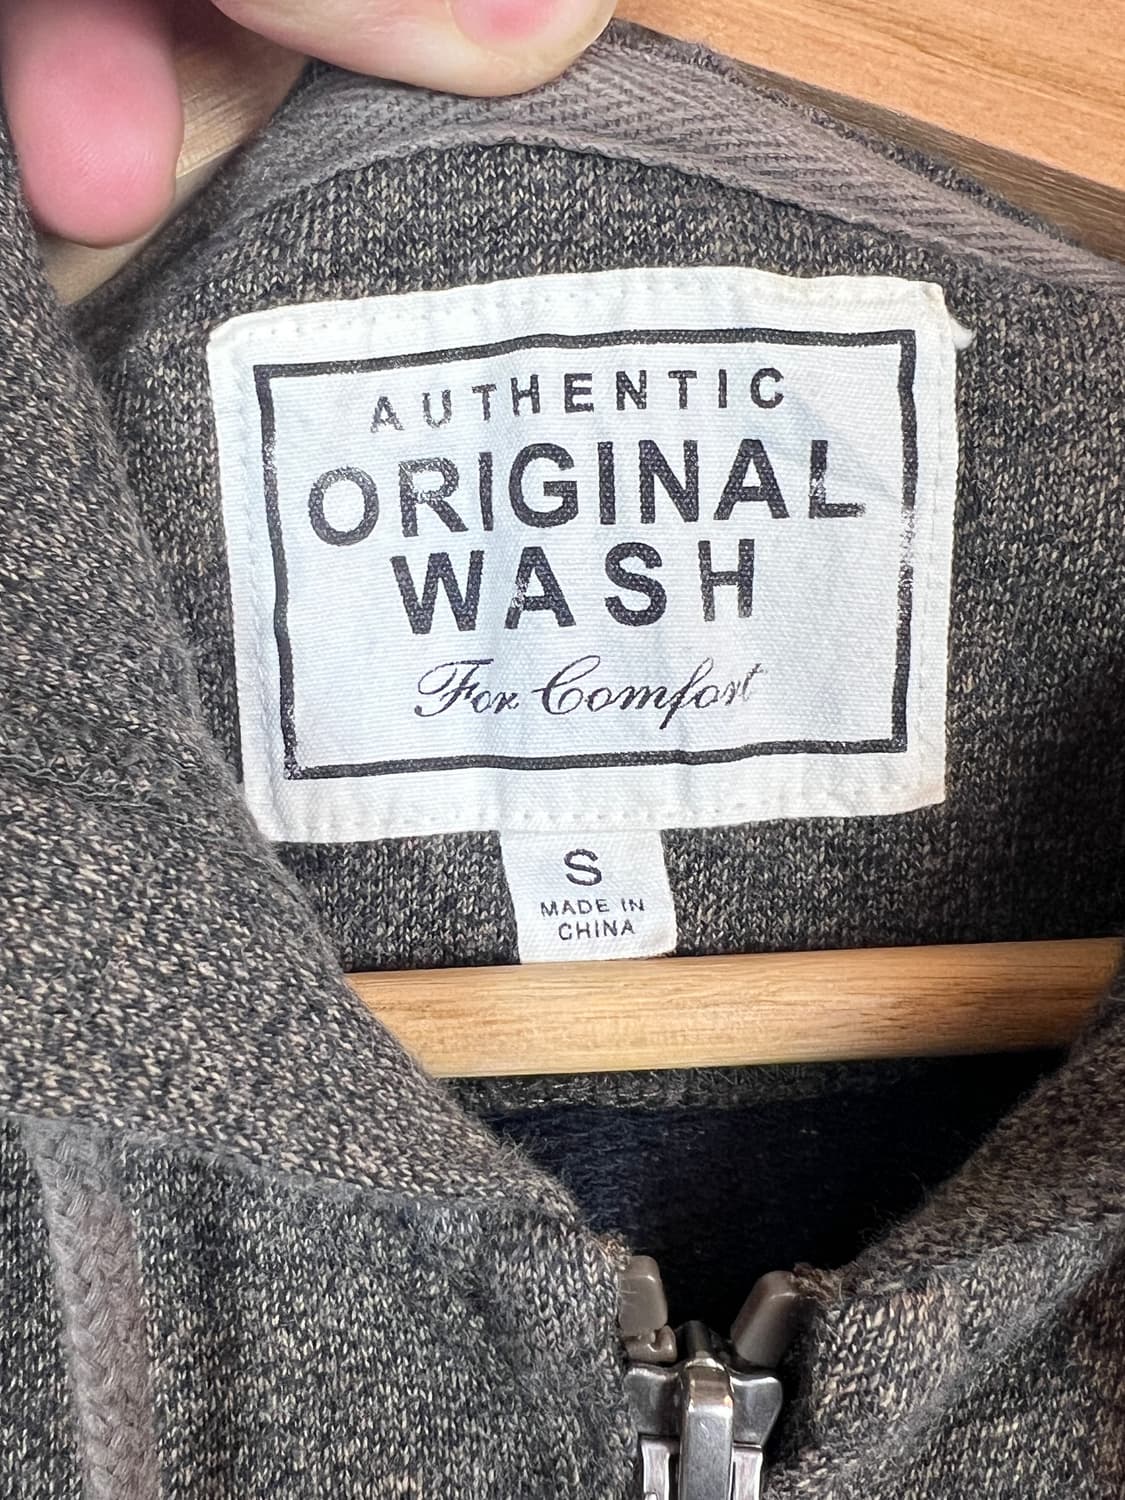 AUTHENTIC
ORIGINAL
WASH
For Comfort
S
MADE IN
CHINA